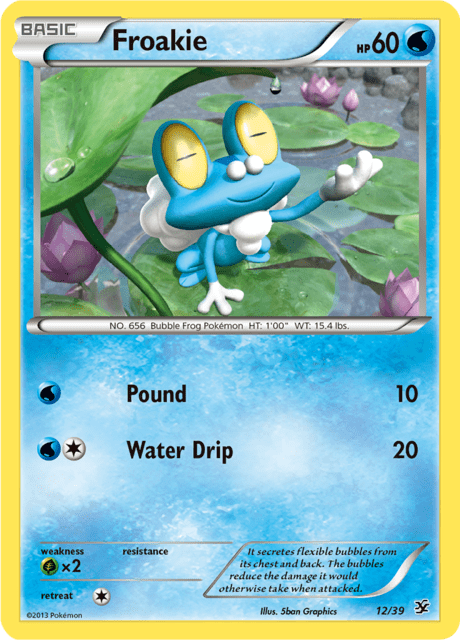 BASIC
Froakie
HP60
NO. 656 Bubble Frog Pokémon HT: 1'00" WT: 15.4 lbs.
Pound 10
Water Drip 20
weakness resistance
×2
It secretes flexible bubbles from
its chest and back. The bubbles
reduce the damage it would
otherwise take when attacked.
retreat
Illus. 5ban Graphics 12/39
©2013 Pokémon